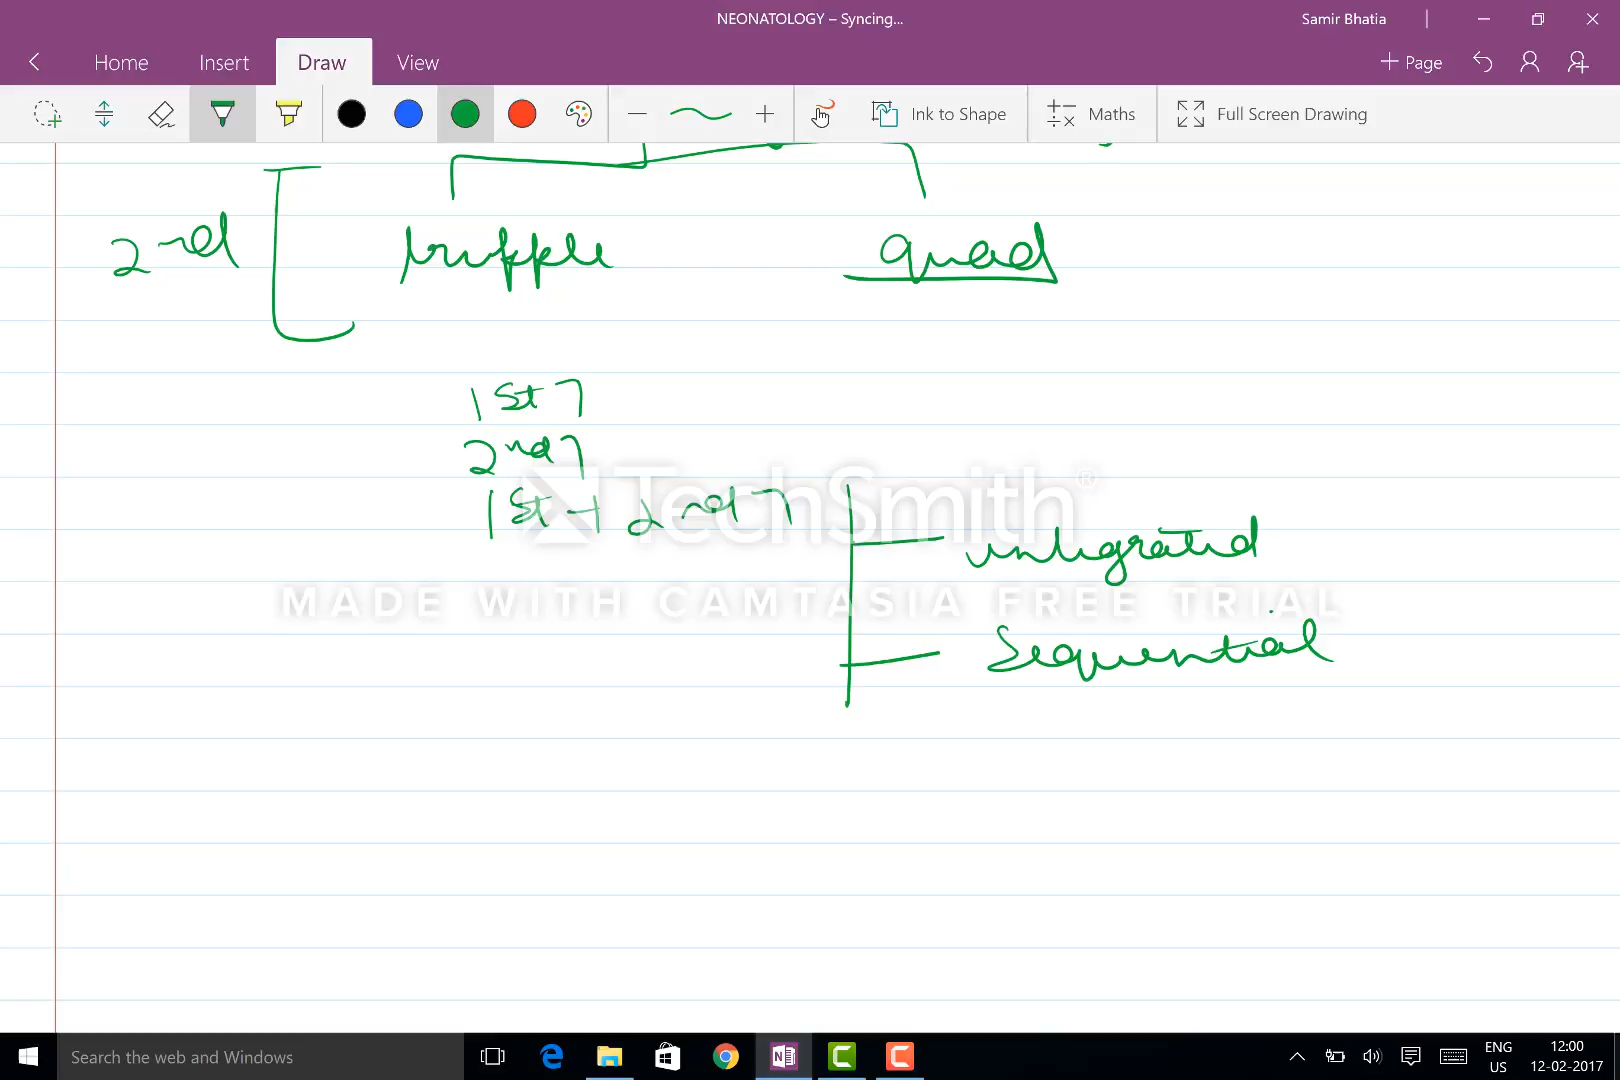 NEONATOLOGY – Syncing...
Samir Bhatia
Home Insert Draw View
Page
Ink to Shape
Maths
Full Screen Drawing
2nd
tripple quad
1st T
2nd T
1st + 2nd T
integrated
Sequential
TechSmith®
MADE WITH CAMTASIA FREE TRIAL
Search the web and Windows
ENG
US
12:00
12-02-2017